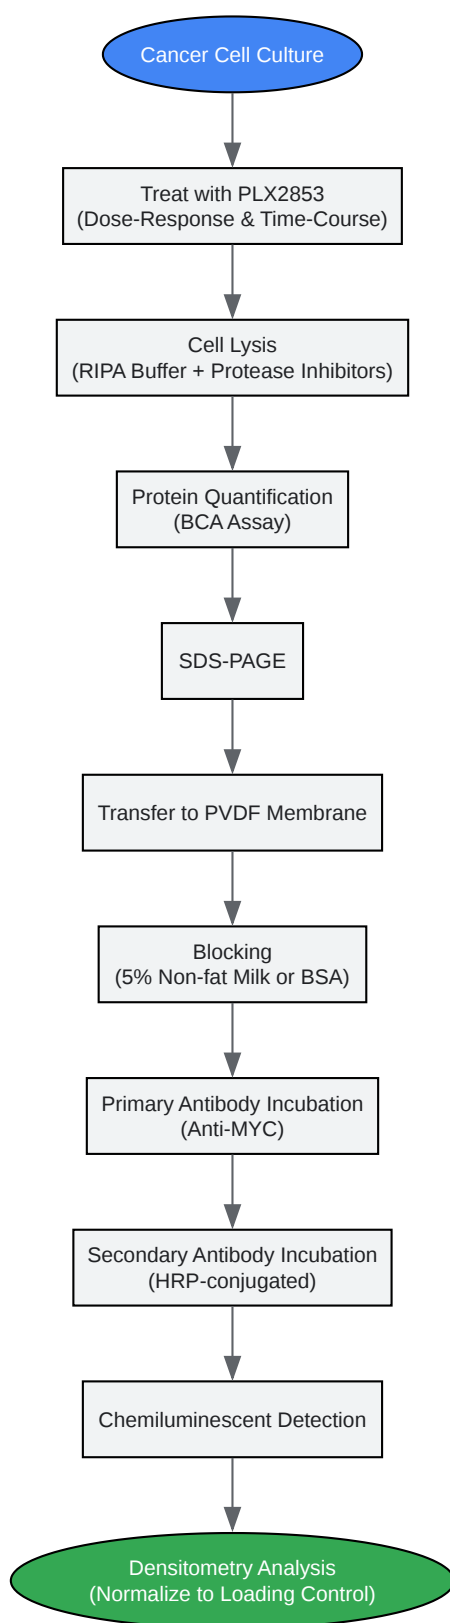 Cancer Cell Culture
Treat with PLX2853
(Dose-Response & Time-Course)
Cell Lysis
(RIPA Buffer + Protease Inhibitors)
Protein Quantification
(BCA Assay)
SDS-PAGE
Transfer to PVDF Membrane
Blocking
(5% Non-fat Milk or BSA)
Primary Antibody Incubation
(Anti-MYC)
Secondary Antibody Incubation
(HRP-conjugated)
Chemiluminescent Detection
Densitometry Analysis
(Normalize to Loading Control)